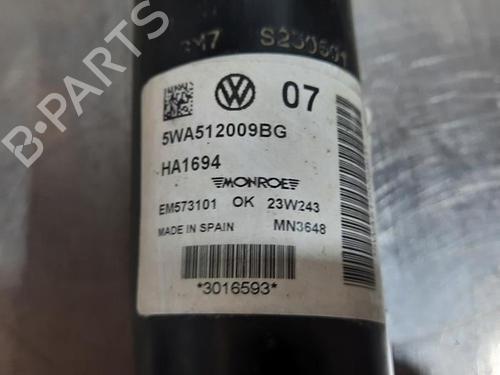 07
5WA512009BG
HA1694
MONROE
EM573101 OK 23W243
MADE IN SPAIN MN3648
*3016593*
B-PARTS